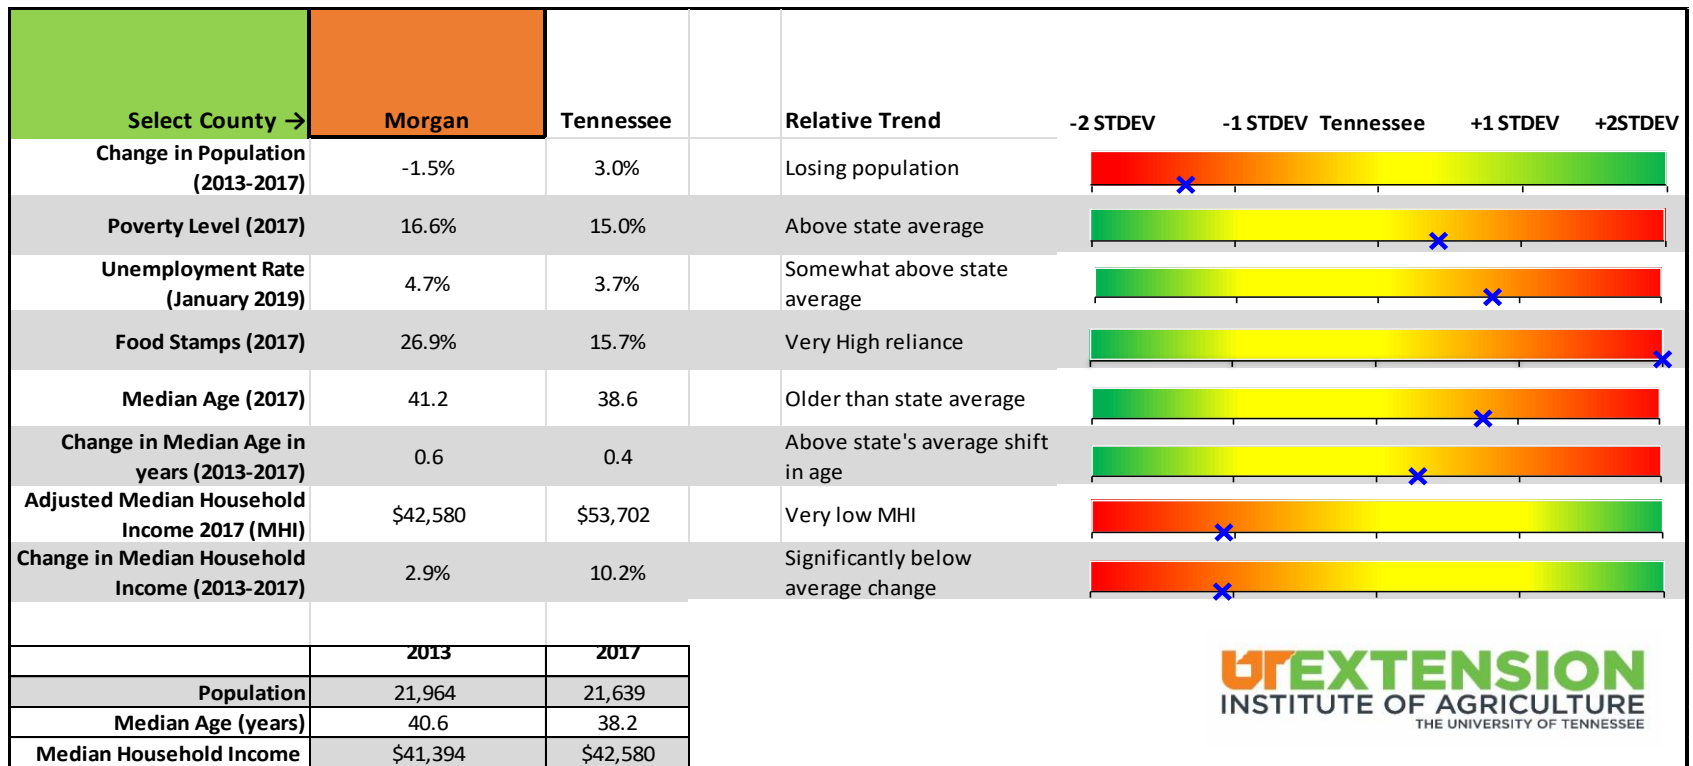 Select County → Morgan Tennessee Relative Trend -2 STDEV -1 STDEV Tennessee +1 STDEV +2STDEV
Change in Population
(2013-2017) -1.5% 3.0% Losing population
Poverty Level (2017) 16.6% 15.0% Above state average
Unemployment Rate
(January 2019) 4.7% 3.7% Somewhat above state
average
Food Stamps (2017) 26.9% 15.7% Very High reliance
Median Age (2017) 41.2 38.6 Older than state average
Change in Median Age in
years (2013-2017) 0.6 0.4 Above state's average shift
in age
Adjusted Median Household
Income 2017 (MHI) $42,580 $53,702 Very low MHI
Change in Median Household
Income (2013-2017) 2.9% 10.2% Significantly below
average change
2013 2017
Population 21,964 21,639
Median Age (years) 40.6 38.2
Median Household Income $41,394 $42,580
UT EXTENSION
INSTITUTE OF AGRICULTURE
THE UNIVERSITY OF TENNESSEE